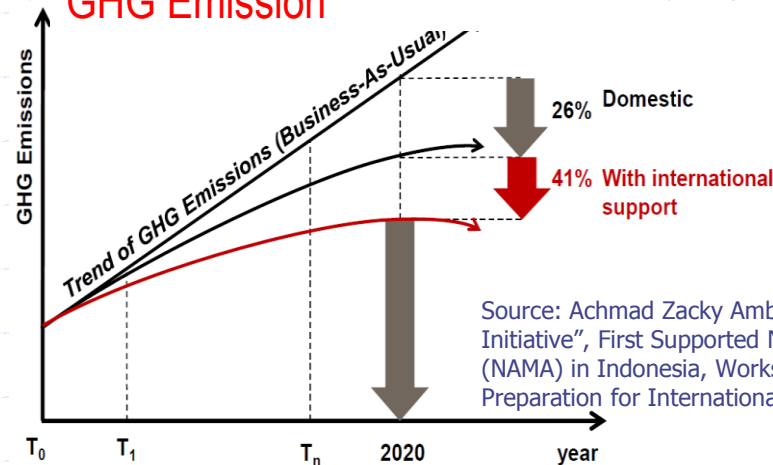 GHG Emission
GHG Emissions
Trend of GHG Emissions (Business-As-Usual)
26% Domestic
41% With international
support
Source: Achmad Zacky Amb
Initiative”, First Supported
(NAMA) in Indonesia, Works
Preparation for Internationa
T₀ T₁ Tₙ 2020 year